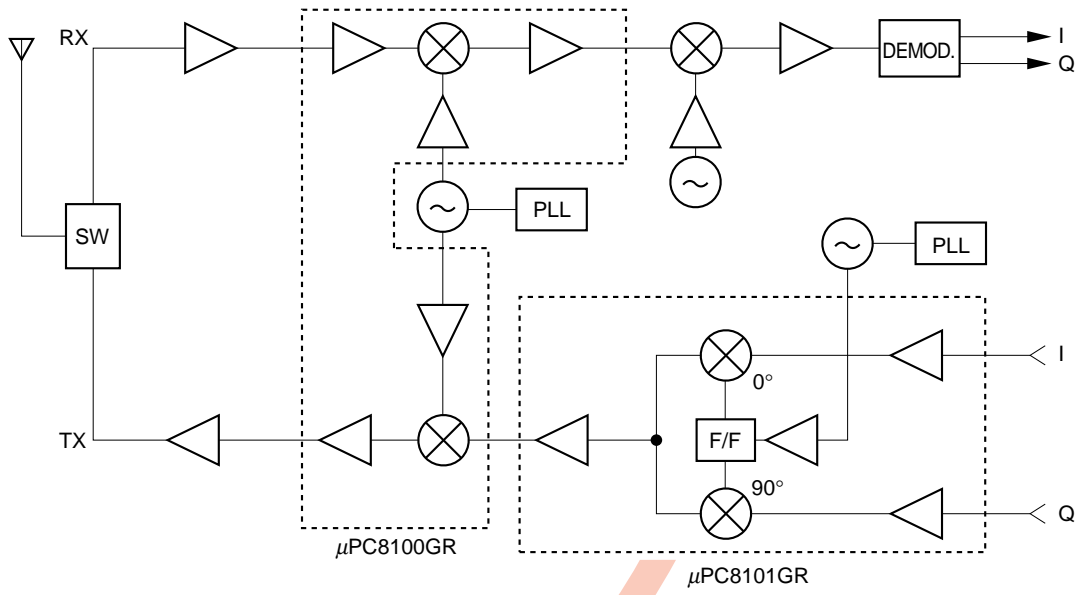 RX
DEMOD.
I
Q
SW
PLL
PLL
I
0°
TX
F/F
90°
Q
µPC8100GR
µPC8101GR